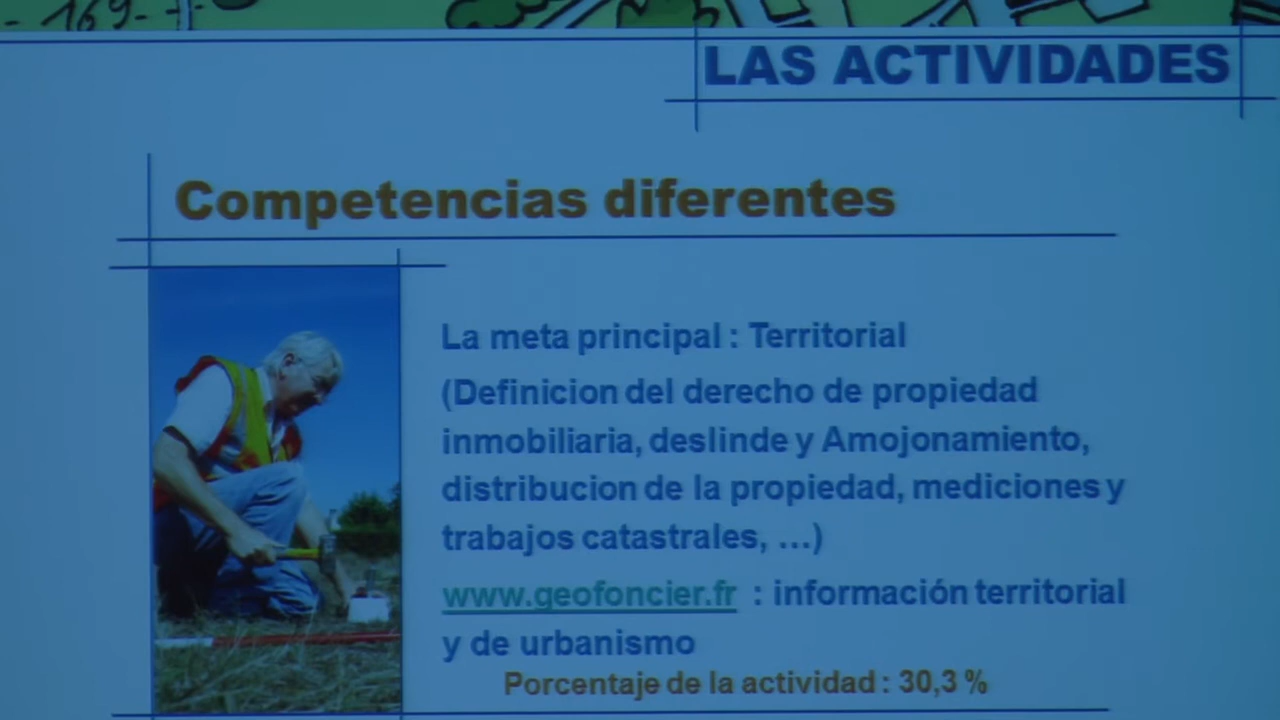 - 169 -
LAS ACTIVIDADES
Competencias diferentes
La meta principal : Territorial
(Definicion del derecho de propiedad
inmobiliaria, deslinde y Amojonamiento,
distribucion de la propiedad, mediciones y
trabajos catastrales, ...)
www.geofoncier.fr : información territorial
y de urbanismo
Porcentaje de la actividad : 30,3 %